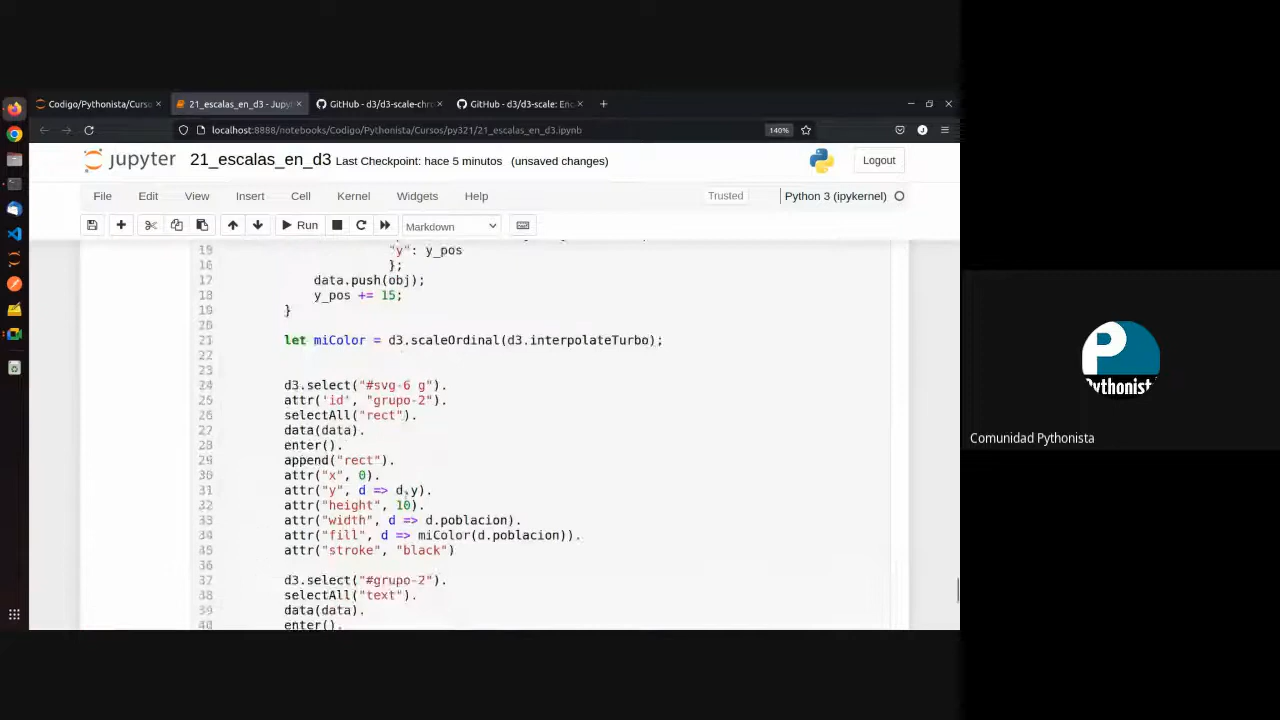 Codigo/Pythonista/Curs
21_escalas_en_d3 - Jupyt
GitHub - d3/d3-scale-chro
GitHub - d3/d3-scale: Enc
localhost:8888/notebooks/Codigo/Pythonista/Cursos/py321/21_escalas_en_d3.ipynb
140%
jupyter
21_escalas_en_d3 Last Checkpoint: hace 5 minutos (unsaved changes)
Logout
File Edit View Insert Cell Kernel Widgets Help
Trusted
Python 3 (ipykernel)
Run
Markdown
"y": y_pos
16 };
17 data.push(obj);
18 y_pos += 15;
19 }
20
21 let miColor = d3.scaleOrdinal(d3.interpolateTurbo);
22
23
24 d3.select("#svg-6 g").
25 attr('id', "grupo-2").
26 selectAll("rect").
27 data(data).
28 enter().
29 append("rect").
30 attr("x", 0).
31 attr("y", d => d.y).
32 attr("height", 10).
33 attr("width", d => d.poblacion).
34 attr("fill", d => miColor(d.poblacion)).
35 attr("stroke", "black")
36
37 d3.select("#grupo-2").
38 selectAll("text").
39 data(data).
40 enter().
Pythonist
Comunidad Pythonista